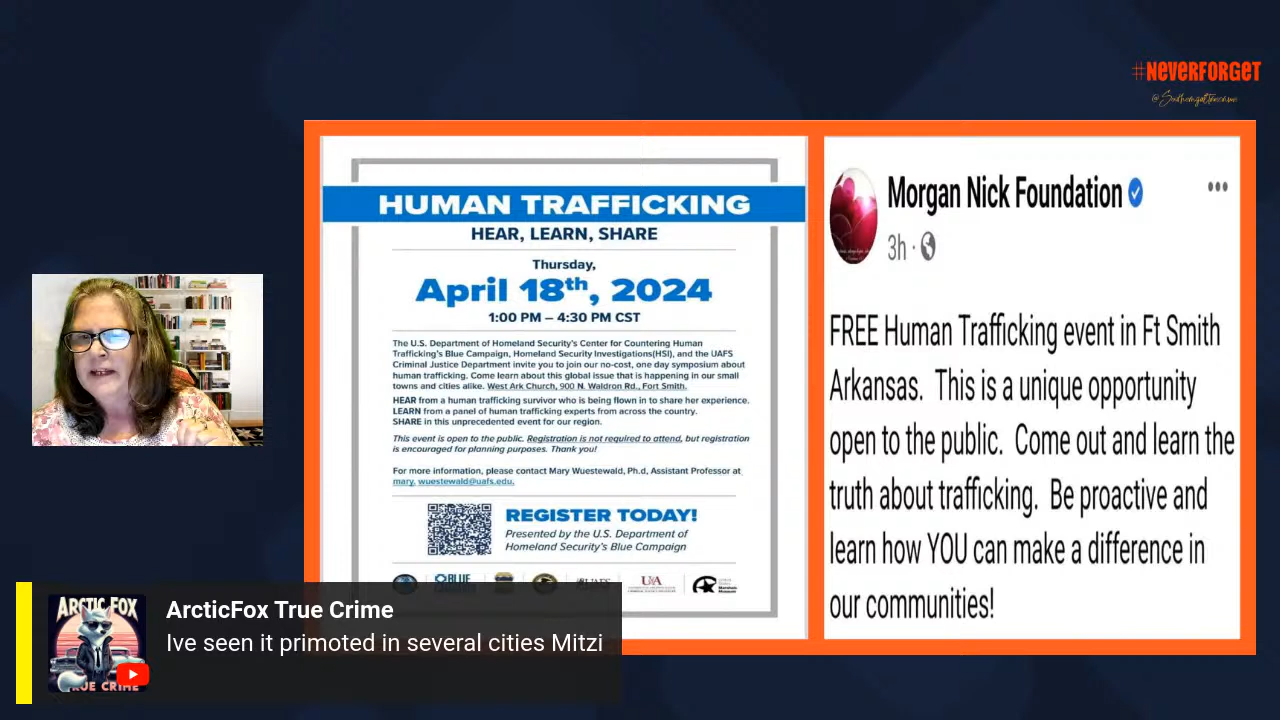 #NEVERFORGET
HUMAN TRAFFICKING
HEAR, LEARN, SHARE
Thursday,
April 18th, 2024
1:00 PM – 4:30 PM CST
The U.S. Department of Homeland Security's Center for Countering Human
Trafficking's Blue Campaign, Homeland Security Investigations(HSI), and the UAFS
Criminal Justice Department invite you to join our no-cost, one day symposium about
human trafficking. Come learn about this global issue that is happening in our small
towns and cities alike. West Ark Church, 900 N. Waldron Rd., Fort Smith.
HEAR from a human trafficking survivor who is being flown in to share her experience.
LEARN from a panel of human trafficking experts from across the country.
SHARE in this unprecedented event for our region.
This event is open to the public. Registration is not required to attend, but registration
is encouraged for planning purposes. Thank you!
For more information, please contact Mary Wuestewald, Ph.d, Assistant Professor at
mary. wuestewald@uafs.edu.
REGISTER TODAY!
Presented by the U.S. Department of
Homeland Security's Blue Campaign
BLUE
UAFS
Morgan Nick Foundation
3h
FREE Human Trafficking event in Ft Smith
Arkansas. This is a unique opportunity
open to the public. Come out and learn the
truth about trafficking. Be proactive and
learn how YOU can make a difference in
our communities!
ARCTIC FOX
TRUE CRIME
ArcticFox True Crime
Ive seen it primoted in several cities Mitzi